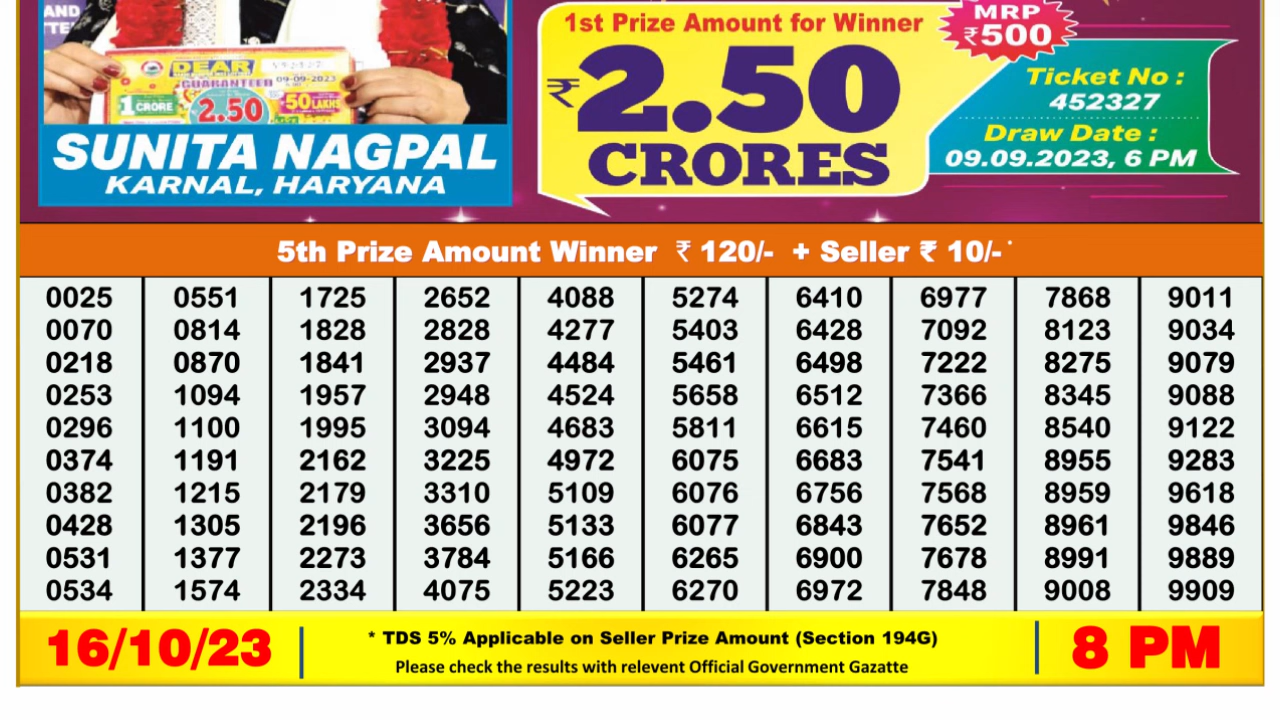 AND
TTE
DEAR
GUARANTEED 09-09-2023
1 CRORE
2.50
50 LAKHS
SUNITA NAGPAL
KARNAL, HARYANA
1st Prize Amount for Winner
₹2.50
CRORES
MRP
₹500
Ticket No :
452327
Draw Date :
09.09.2023, 6 PM
5th Prize Amount Winner ₹ 120/- + Seller ₹ 10/-*
0025 0551 1725 2652 4088 5274 6410 6977 7868 9011
0070 0814 1828 2828 4277 5403 6428 7092 8123 9034
0218 0870 1841 2937 4484 5461 6498 7222 8275 9079
0253 1094 1957 2948 4524 5658 6512 7366 8345 9088
0296 1100 1995 3094 4683 5811 6615 7460 8540 9122
0374 1191 2162 3225 4972 6075 6683 7541 8955 9283
0382 1215 2179 3310 5109 6076 6756 7568 8959 9618
0428 1305 2196 3656 5133 6077 6843 7652 8961 9846
0531 1377 2273 3784 5166 6265 6900 7678 8991 9889
0534 1574 2334 4075 5223 6270 6972 7848 9008 9909
16/10/23
* TDS 5% Applicable on Seller Prize Amount (Section 194G)
Please check the results with relevent Official Government Gazatte
8 PM